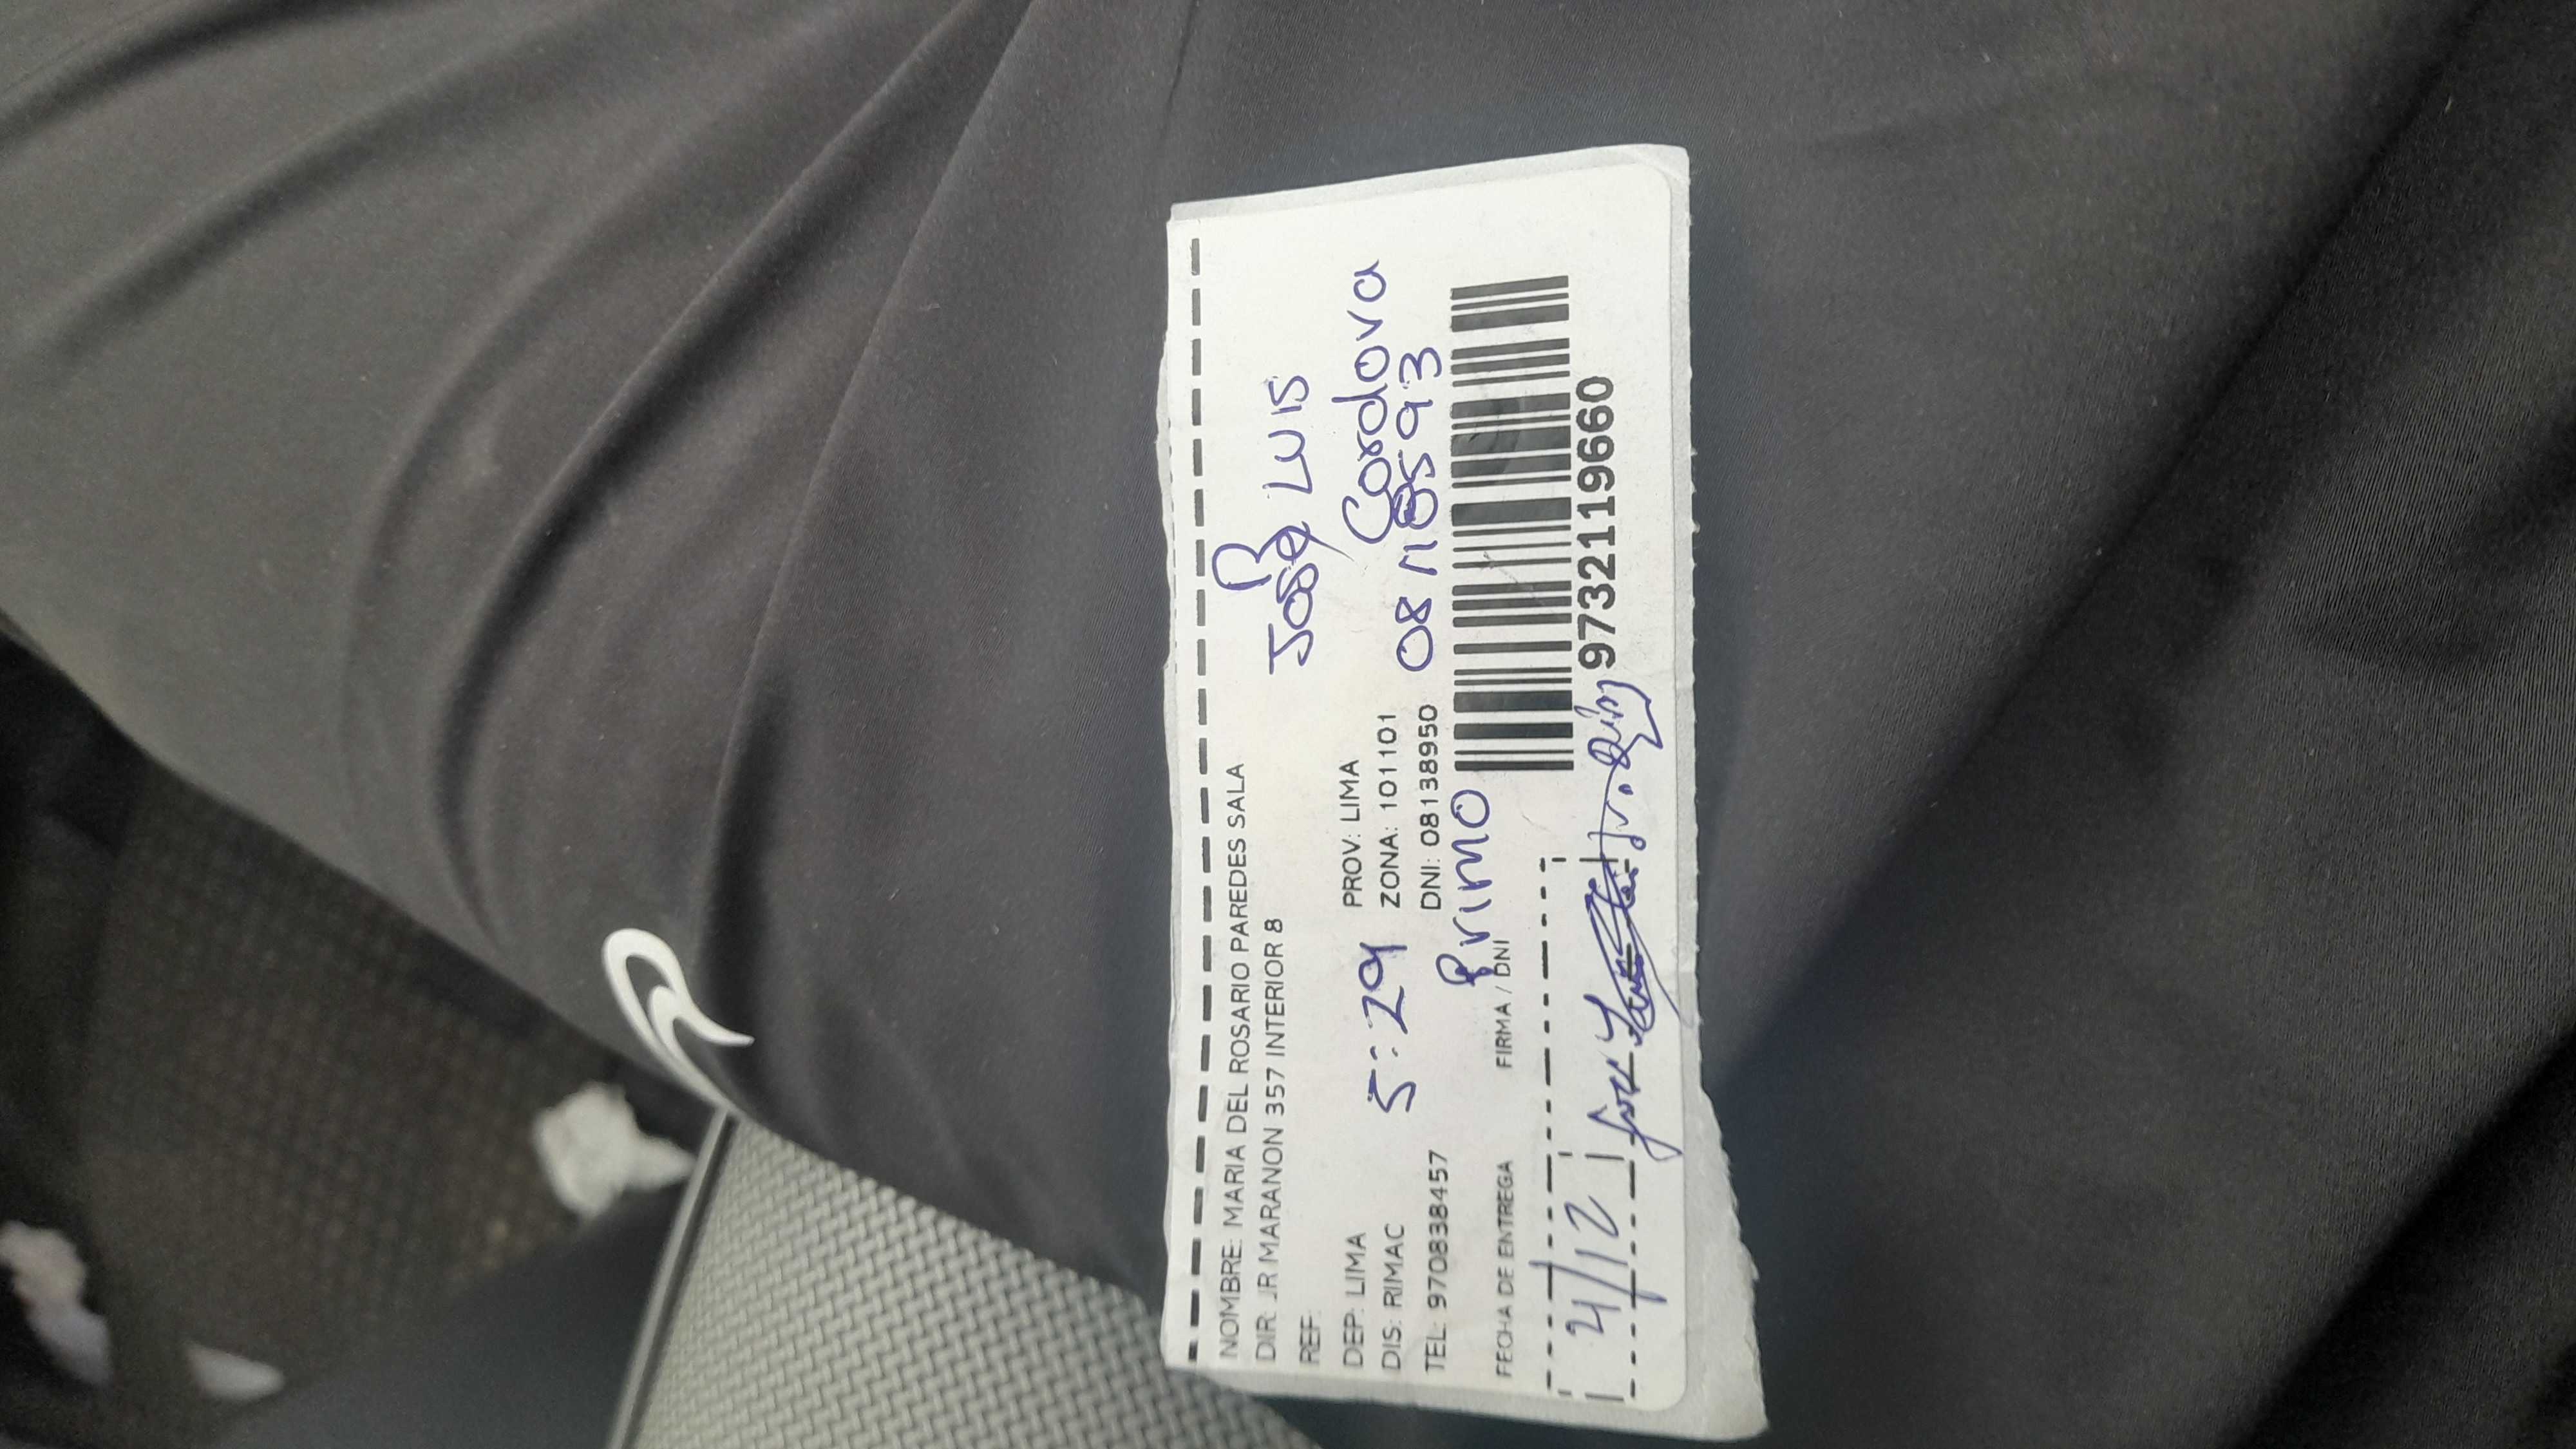 NOMBRE: MARIA DEL ROSARIO PAREDES SALA
DIR: JR MARANON 357 INTERIOR 8
REF:
José Luis
DEP: LIMA PROV: LIMA
Cordova
DIS: RIMAC ZONA: 101101
5:29
TEL: 970838457 DNI: 08138950
Primo
FECHA DE ENTREGA FIRMA / DNI
4/12
97321119660